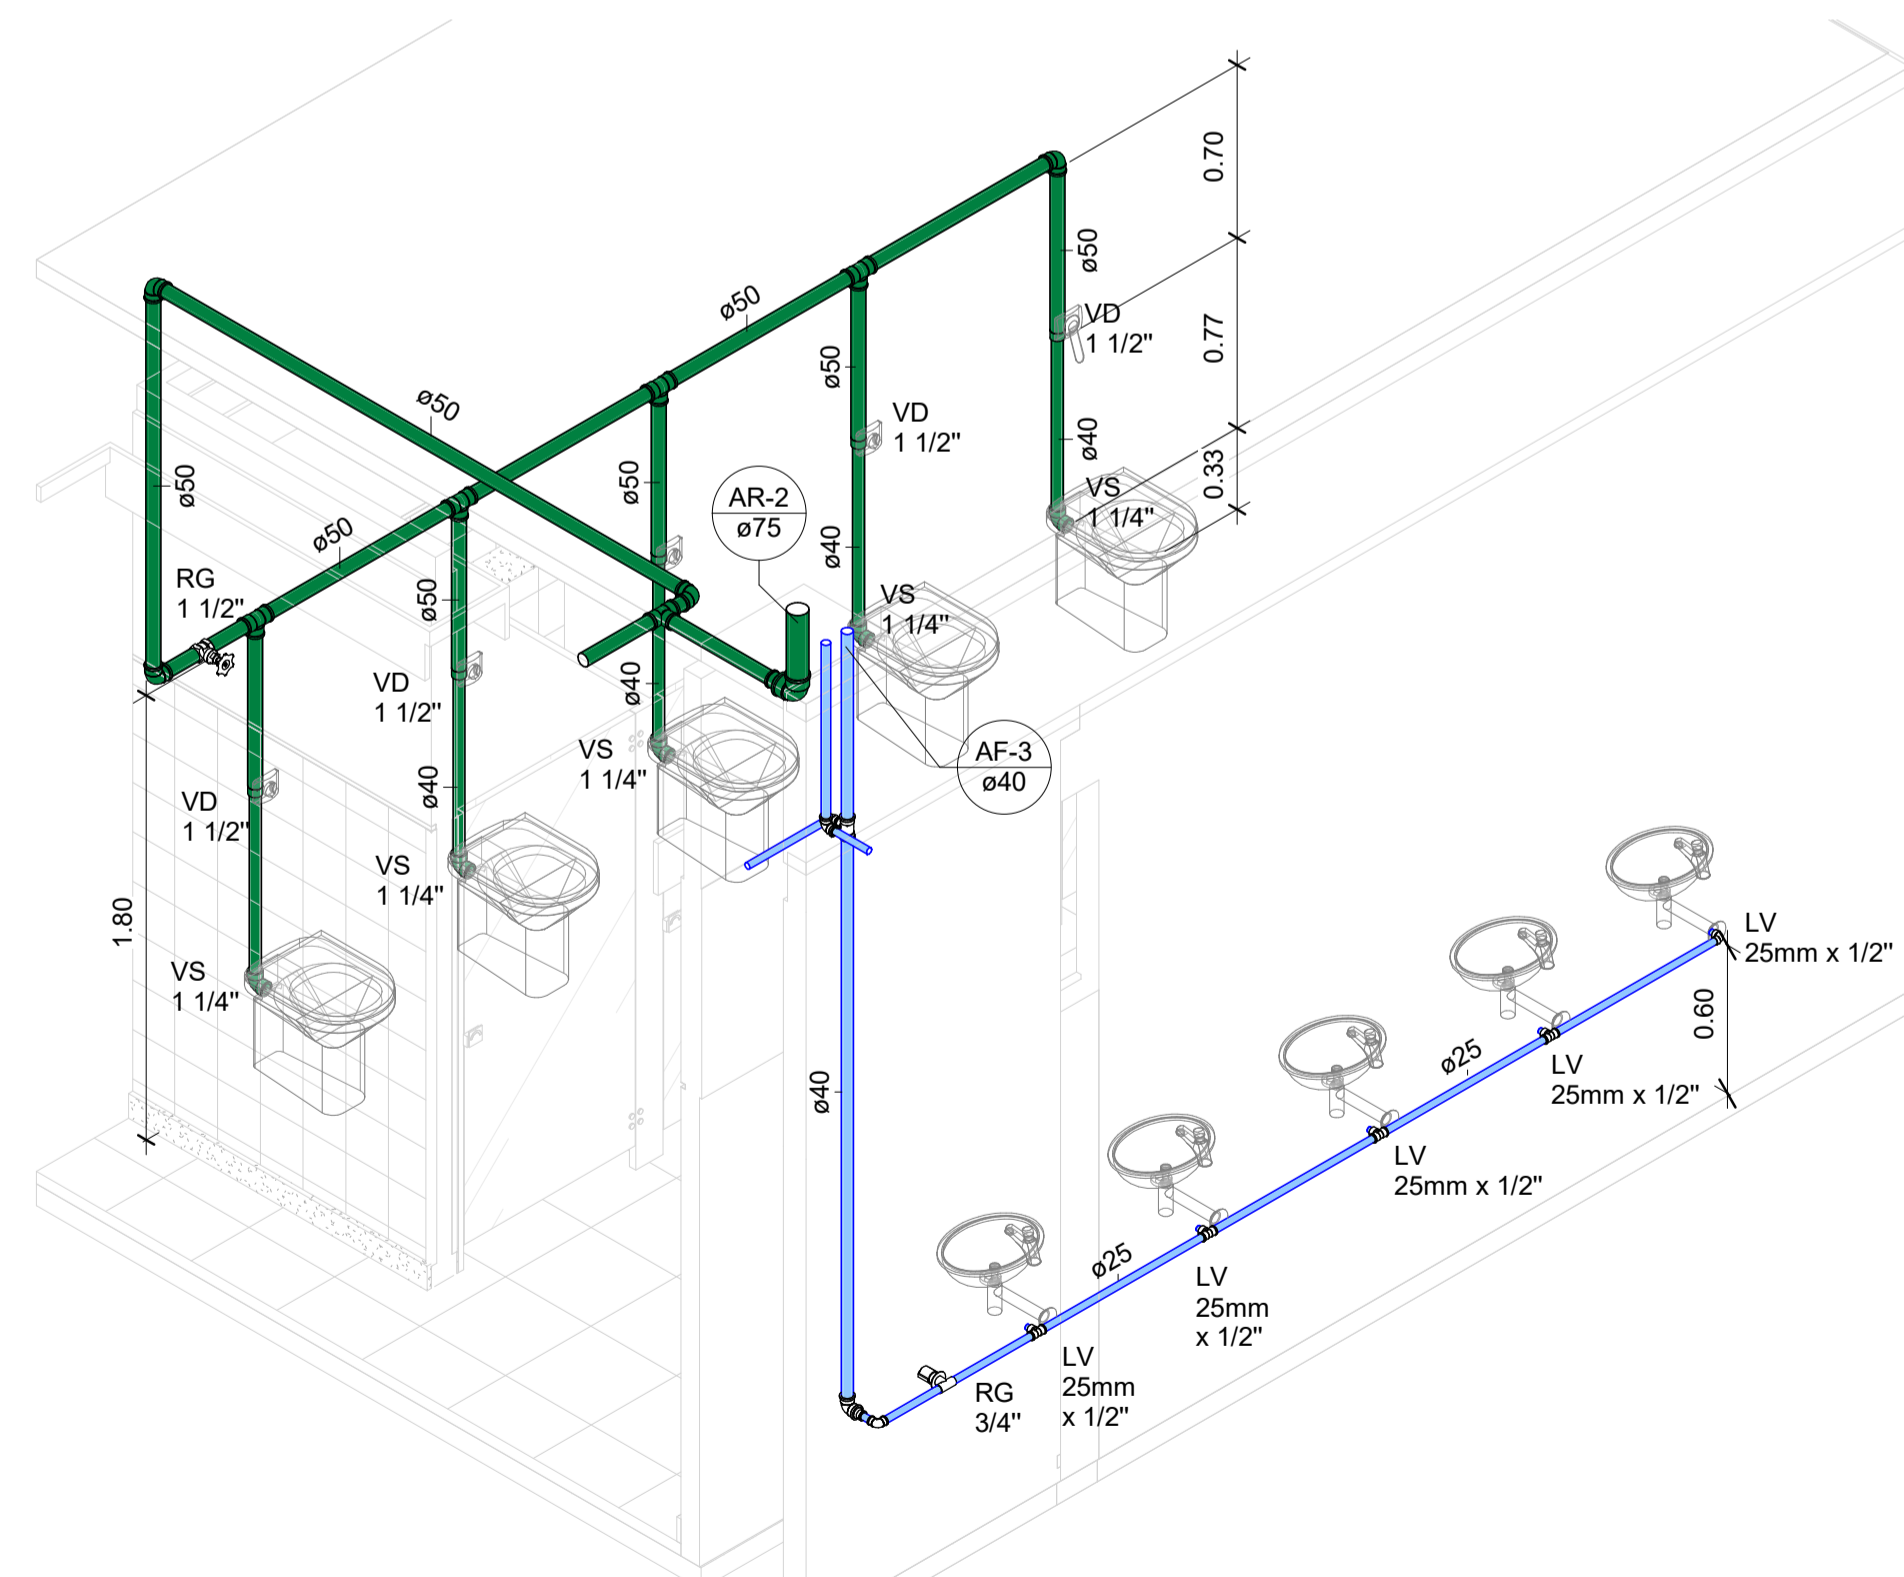 0.70
ø50
VD
1 1/2"
0.77
ø50
ø50
VD
1 1/2"
ø50
ø40
0.33
ø50
ø50
AR-2
ø75
VS
1 1/4"
ø50
ø40
RG
1 1/2"
ø50
VS
1 1/4"
VD
1 1/2"
ø40
VS
1 1/4"
AF-3
ø40
VD
1 1/2"
ø40
VS
1 1/4"
1.80
VS
1 1/4"
LV
25mm x 1/2"
0.60
ø25
LV
25mm x 1/2"
ø40
LV
25mm x 1/2"
ø25
LV
25mm
x 1/2"
LV
25mm
x 1/2"
RG
3/4"